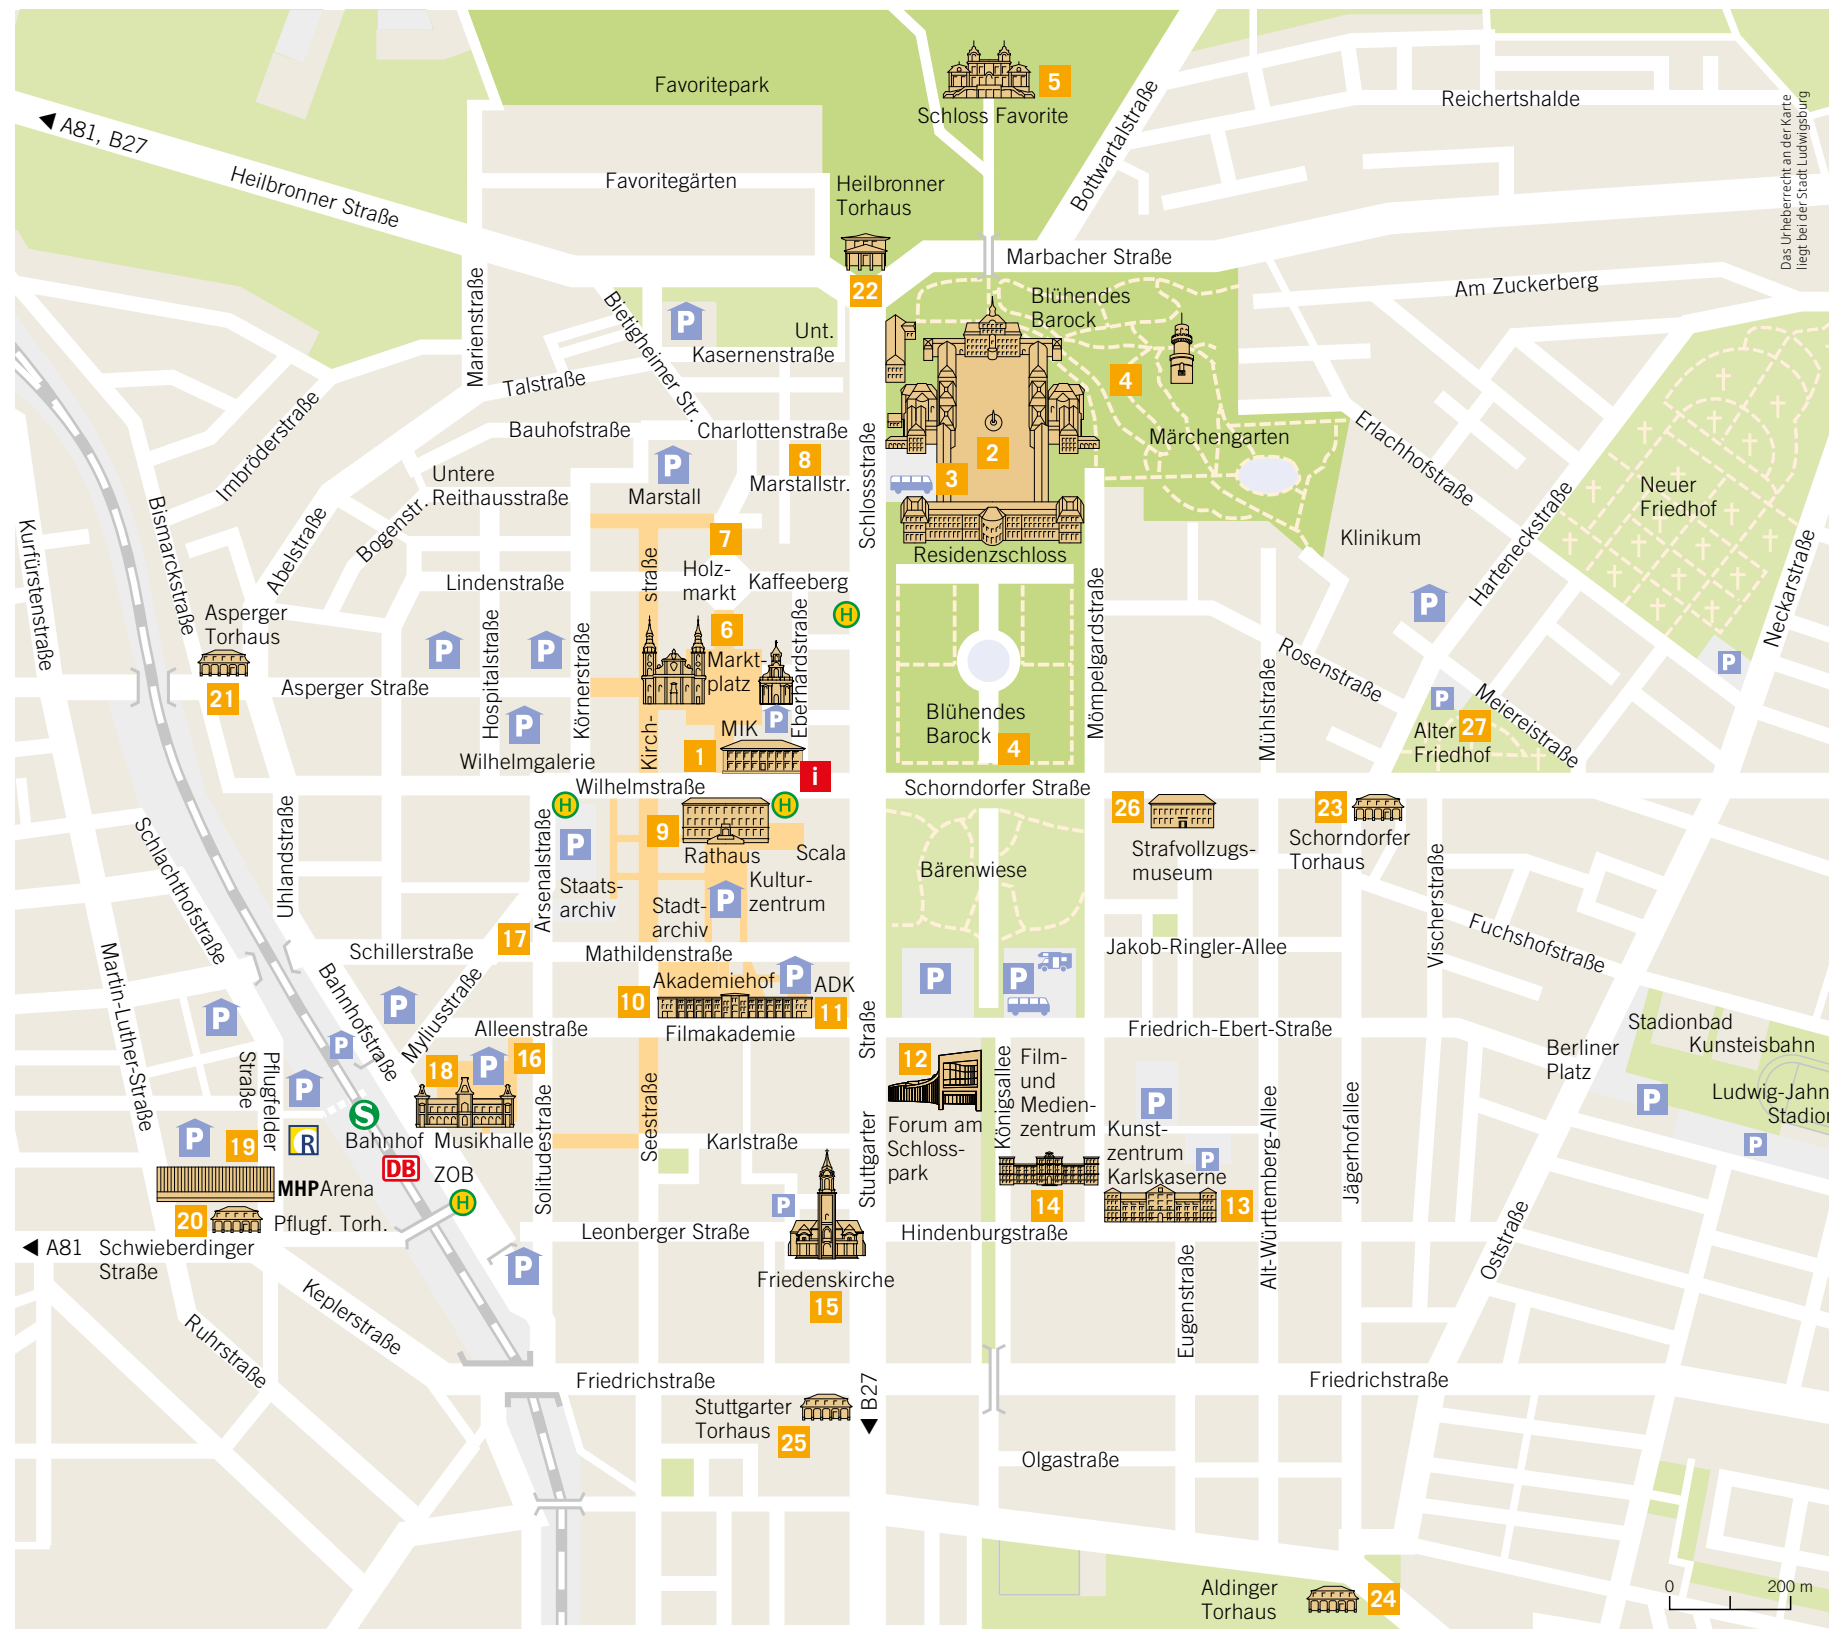 Favoritepark
5
Schloss Favorite
Bottwartalstraße
Reichertshalde
Das Urheberrecht an der Karte
liegt bei der Stadt Ludwigsburg
A81, B27
Heilbronner Straße
Favoritegärten
Heilbronner
Torhaus
22
Marbacher Straße
Am Zuckerberg
Marienstraße
Bietigheimer Str.
P
Unt.
Kasernenstraße
Blühendes
Barock
4
Talstraße
Imbröderstraße
Bauhofstraße
Charlottenstraße
8
Marstallstr.
Schlossstraße
2
3
Märchengarten
Erlachhofstraße
Untere
Reithausstraße
P
Marstall
Bogenstr.
Abelstraße
Bismarckstraße
Kurfürstenstraße
Neuer
Friedhof
Klinikum
Harteneckstraße
Neckarstraße
7
Residenzschloss
straße
Holz-
markt
Kaffeeberg
Lindenstraße
H
P
Asperger
Torhaus
21
Asperger Straße
P
P
Hospitalstraße
Körnerstraße
6
Markt-
platz
Eberhardstraße
Mömpelgardstraße
Mühlstraße
Rosenstraße
P
P
Meiereistraße
Alter
Friedhof
27
P
Wilhelmgalerie
Kirch-
MIK
P
1
i
Blühendes
Barock
4
Wilhelmstraße
Schorndorfer Straße
H
H
P
9
Rathaus
Scala
26
Strafvollzugs-
museum
23
Schorndorfer
Torhaus
Uhlandstraße
Schlachthofstraße
Arsenalstraße
Staats-
archiv
Stadt-
archiv
P
Kultur-
zentrum
Bärenwiese
Vischerstraße
Fuchshofstraße
17
Schillerstraße
Mathildenstraße
Jakob-Ringler-Allee
Martin-Luther-Straße
Bahnhofstraße
Myliusstraße
P
P
P
10
Akademiehof
P
ADK
11
Filmakademie
P
P
Alleenstraße
Straße
Friedrich-Ebert-Straße
Stadionbad
Kunsteisbahn
Berliner
Platz
P
Ludwig-Jahn
Stadio
P
Pflugfelder
Straße
P
S
18
P
16
Bahnhof
Musikhalle
12
Forum am
Schloss-
park
Königsallee
Film-
und
Medien-
zentrum
14
P
Kunst-
zentrum
Karlskaserne
P
13
Alt-Württemberg-Allee
Jägerhofallee
P
19
R
MHPArena
DB
ZOB
H
20
Pflugf. Torh.
Solitudestraße
Seestraße
Karlstraße
P
Stuttgarter
A81
Schwieberdinger
Straße
Leonberger Straße
Hindenburgstraße
P
Friedenskirche
15
Eugenstraße
Oststraße
Keplerstraße
Ruhrstraße
Friedrichstraße
Friedrichstraße
Stuttgarter
Torhaus
25
B27
Olgastraße
Aldinger
Torhaus
24
0
200 m